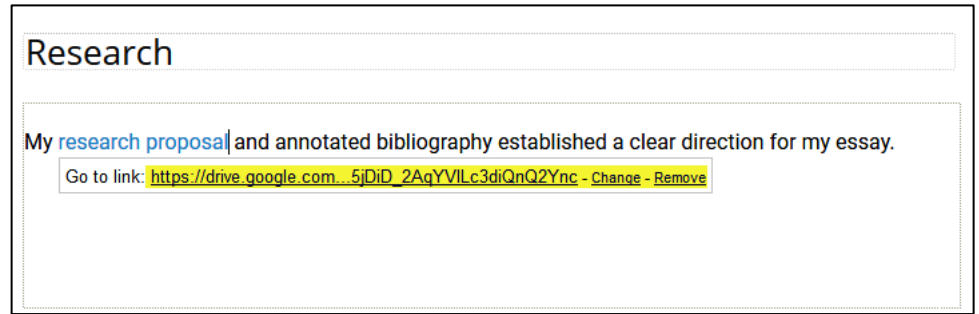 Research
My research proposal and annotated bibliography established a clear direction for my essay.
Go to link: https://drive.google.com...5jDiD_2AqYVILc3diQnQ2Ync - Change - Remove